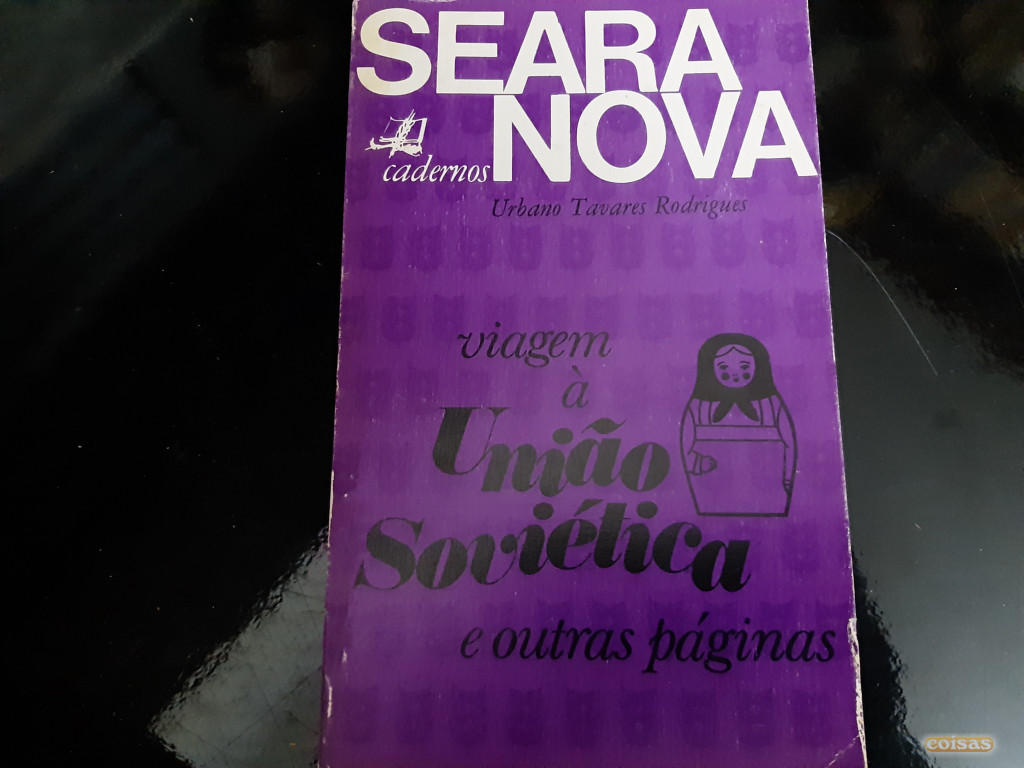 SEARA
NOVA
cadernos
Urbano Tavares Rodrigues
viagem
à
União
Soviética
e outras páginas
coisas